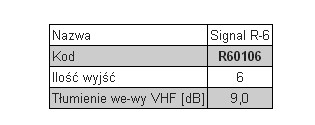 Nazwa Signal R-6
Kod R60106
Ilość wyjść 6
Tłumienie we-wy VHF [dB] 9,0